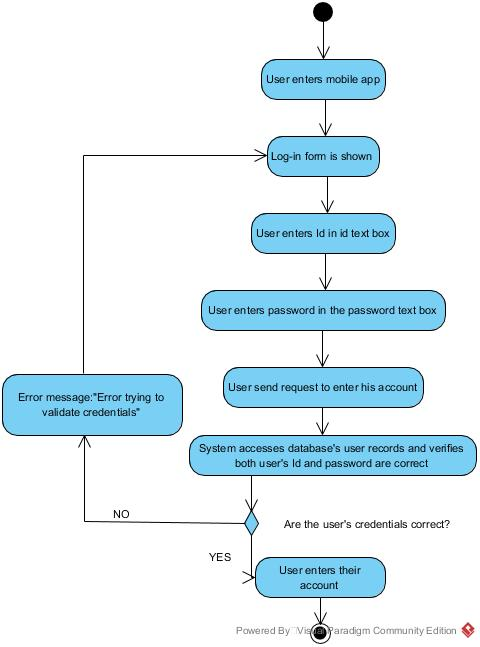 User enters mobile app
Log-in form is shown
User enters Id in id text box
User enters password in the password text box
User send request to enter his account
Error message:"Error trying to
validate credentials"
System accesses database's user records and verifies
both user's Id and password are correct
NO
Are the user's credentials correct?
YES
User enters their
account
Powered By Visual Paradigm Community Edition